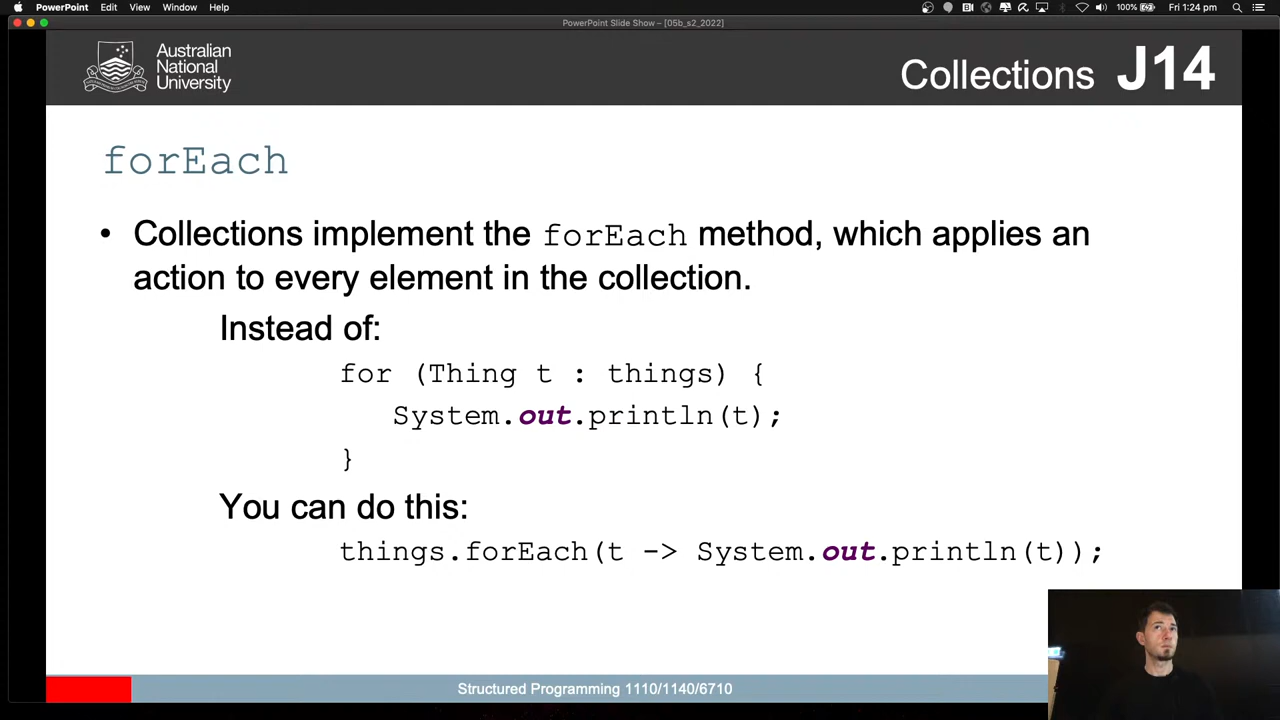 PowerPoint File Edit View Window Help 100% Fri 1:24 pm
PowerPoint Slide Show - [05b_s2_2022]
Australian
National
University
Collections J14
forEach
• Collections implement the forEach method, which applies an
action to every element in the collection.
Instead of:
for (Thing t : things) {
System.out.println(t);
}
You can do this:
things.forEach(t -> System.out.println(t));
Structured Programming 1110/1140/6710